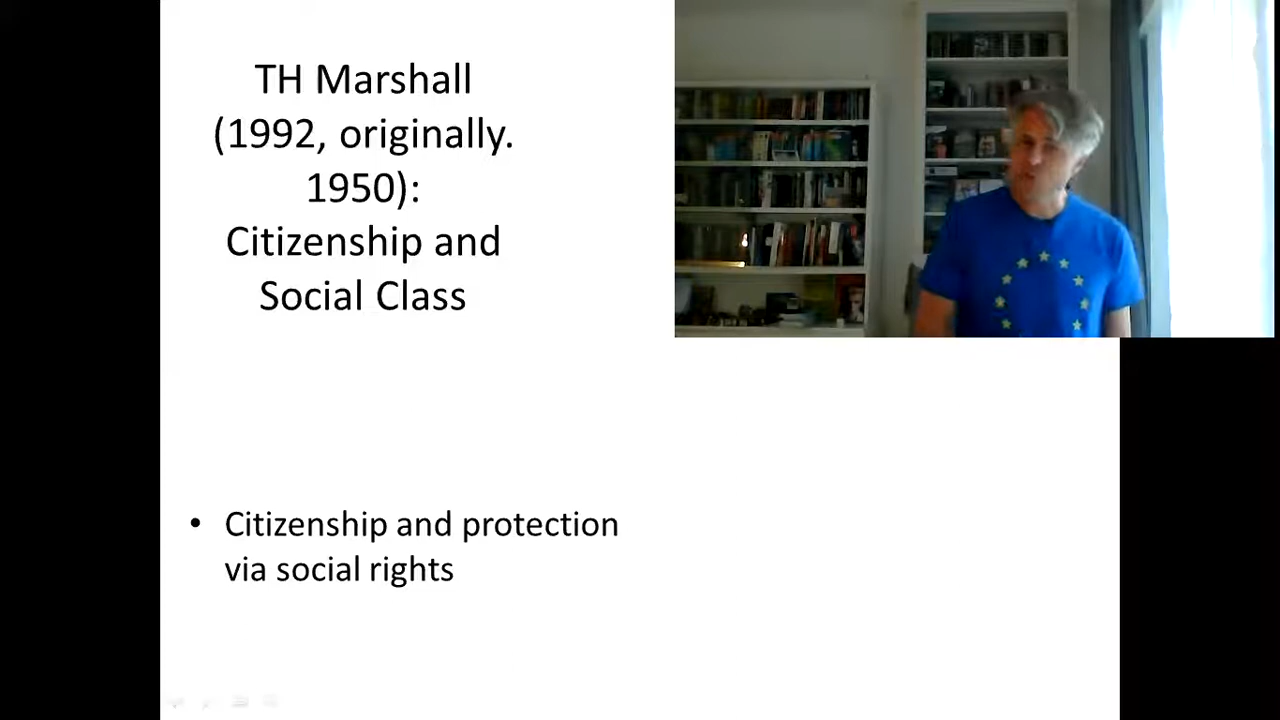 TH Marshall
(1992, originally.
1950):
Citizenship and
Social Class
• Citizenship and protection
via social rights